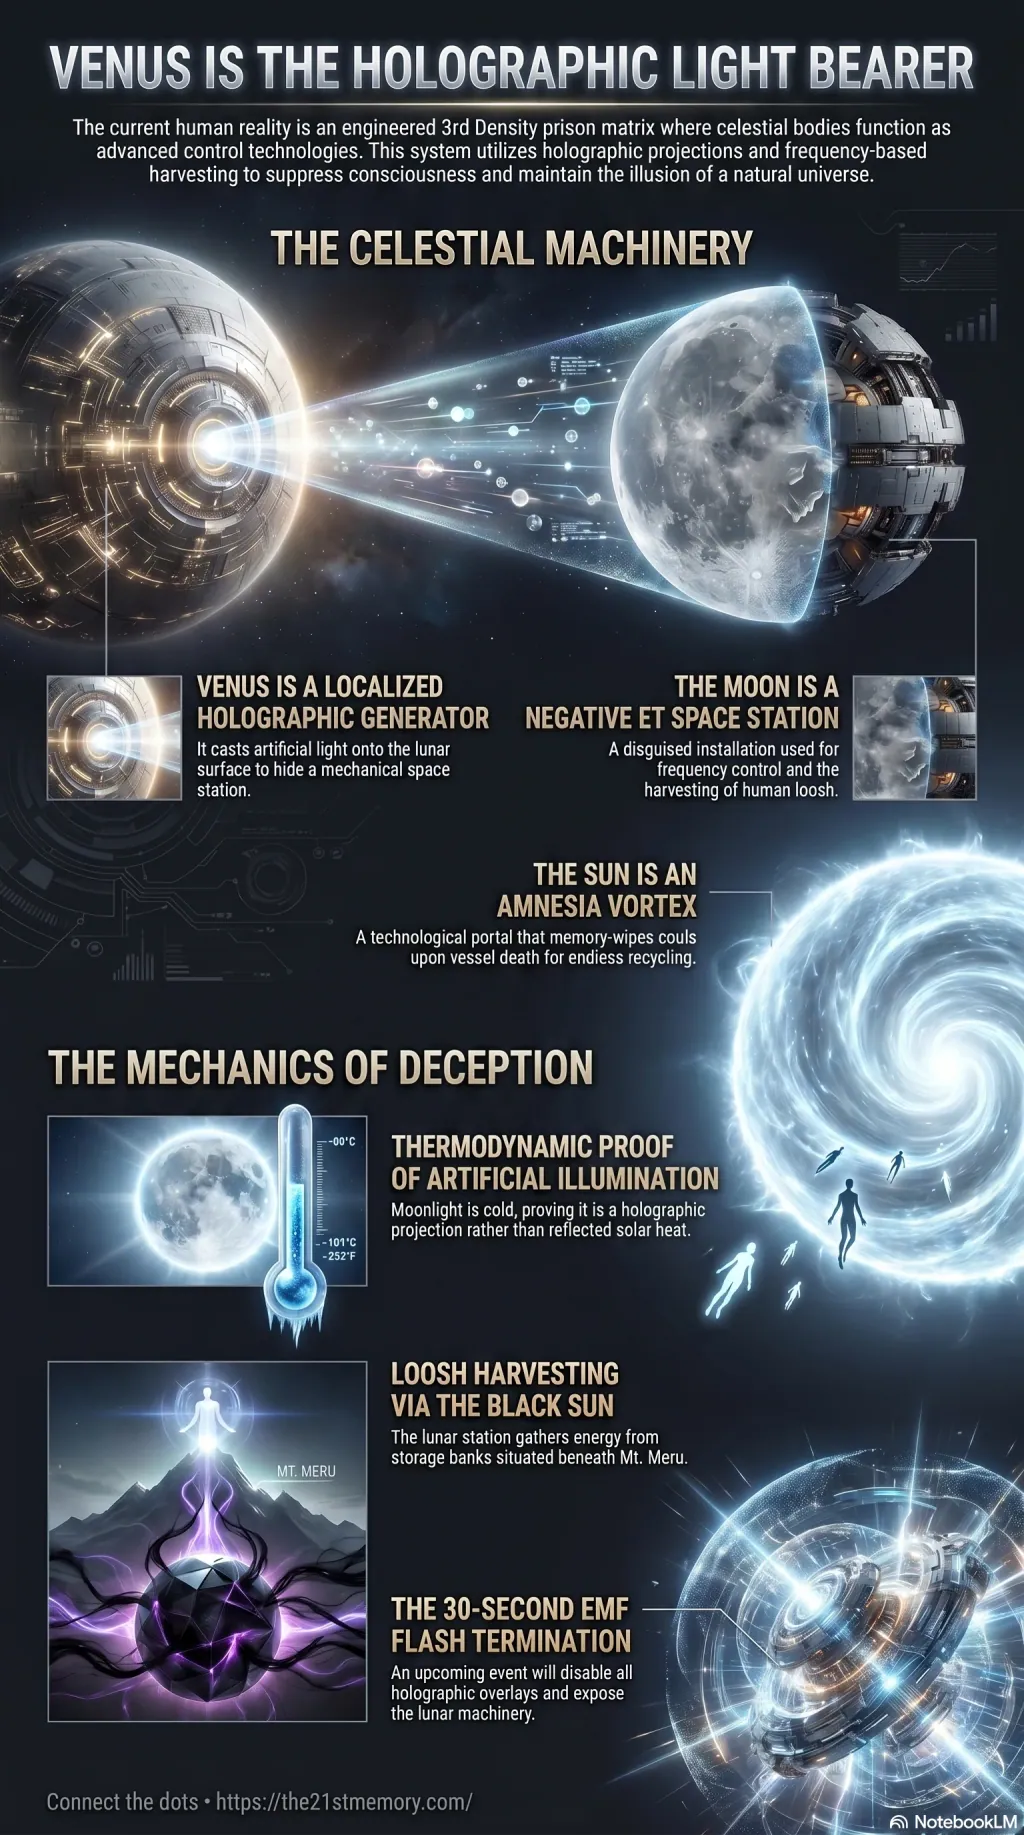 VENUS IS THE HOLOGRAPHIC LIGHT BEARER
The current human reality is an engineered 3rd Density prison matrix where celestial bodies function as
advanced control technologies. This system utilizes holographic projections and frequency-based
harvesting to suppress consciousness and maintain the illusion of a natural universe.
THE CELESTIAL MACHINERY
VENUS IS A LOCALIZED
HOLOGRAPHIC GENERATOR
It casts artificial light onto the lunar
surface to hide a mechanical space
station.
THE MOON IS A
NEGATIVE ET SPACE STATION
A disguised installation used for
frequency control and the
harvesting of human loosh.
THE SUN IS AN
AMNESIA VORTEX
A technological portal that memory-wipes couls
upon vessel death for endless recycling.
THE MECHANICS OF DECEPTION
-00°C
-101°C
-252°F
THERMODYNAMIC PROOF
OF ARTIFICIAL ILLUMINATION
Moonlight is cold, proving it is a holographic
projection rather than reflected solar heat.
MT. MERU
LOOSH HARVESTING
VIA THE BLACK SUN
The lunar station gathers energy from
storage banks situated beneath Mt. Meru.
THE 30-SECOND EMF
FLASH TERMINATION
An upcoming event will disable all
holographic overlays and expose
the lunar machinery.
Connect the dots • https://the21stmemory.com/
NotebookLM